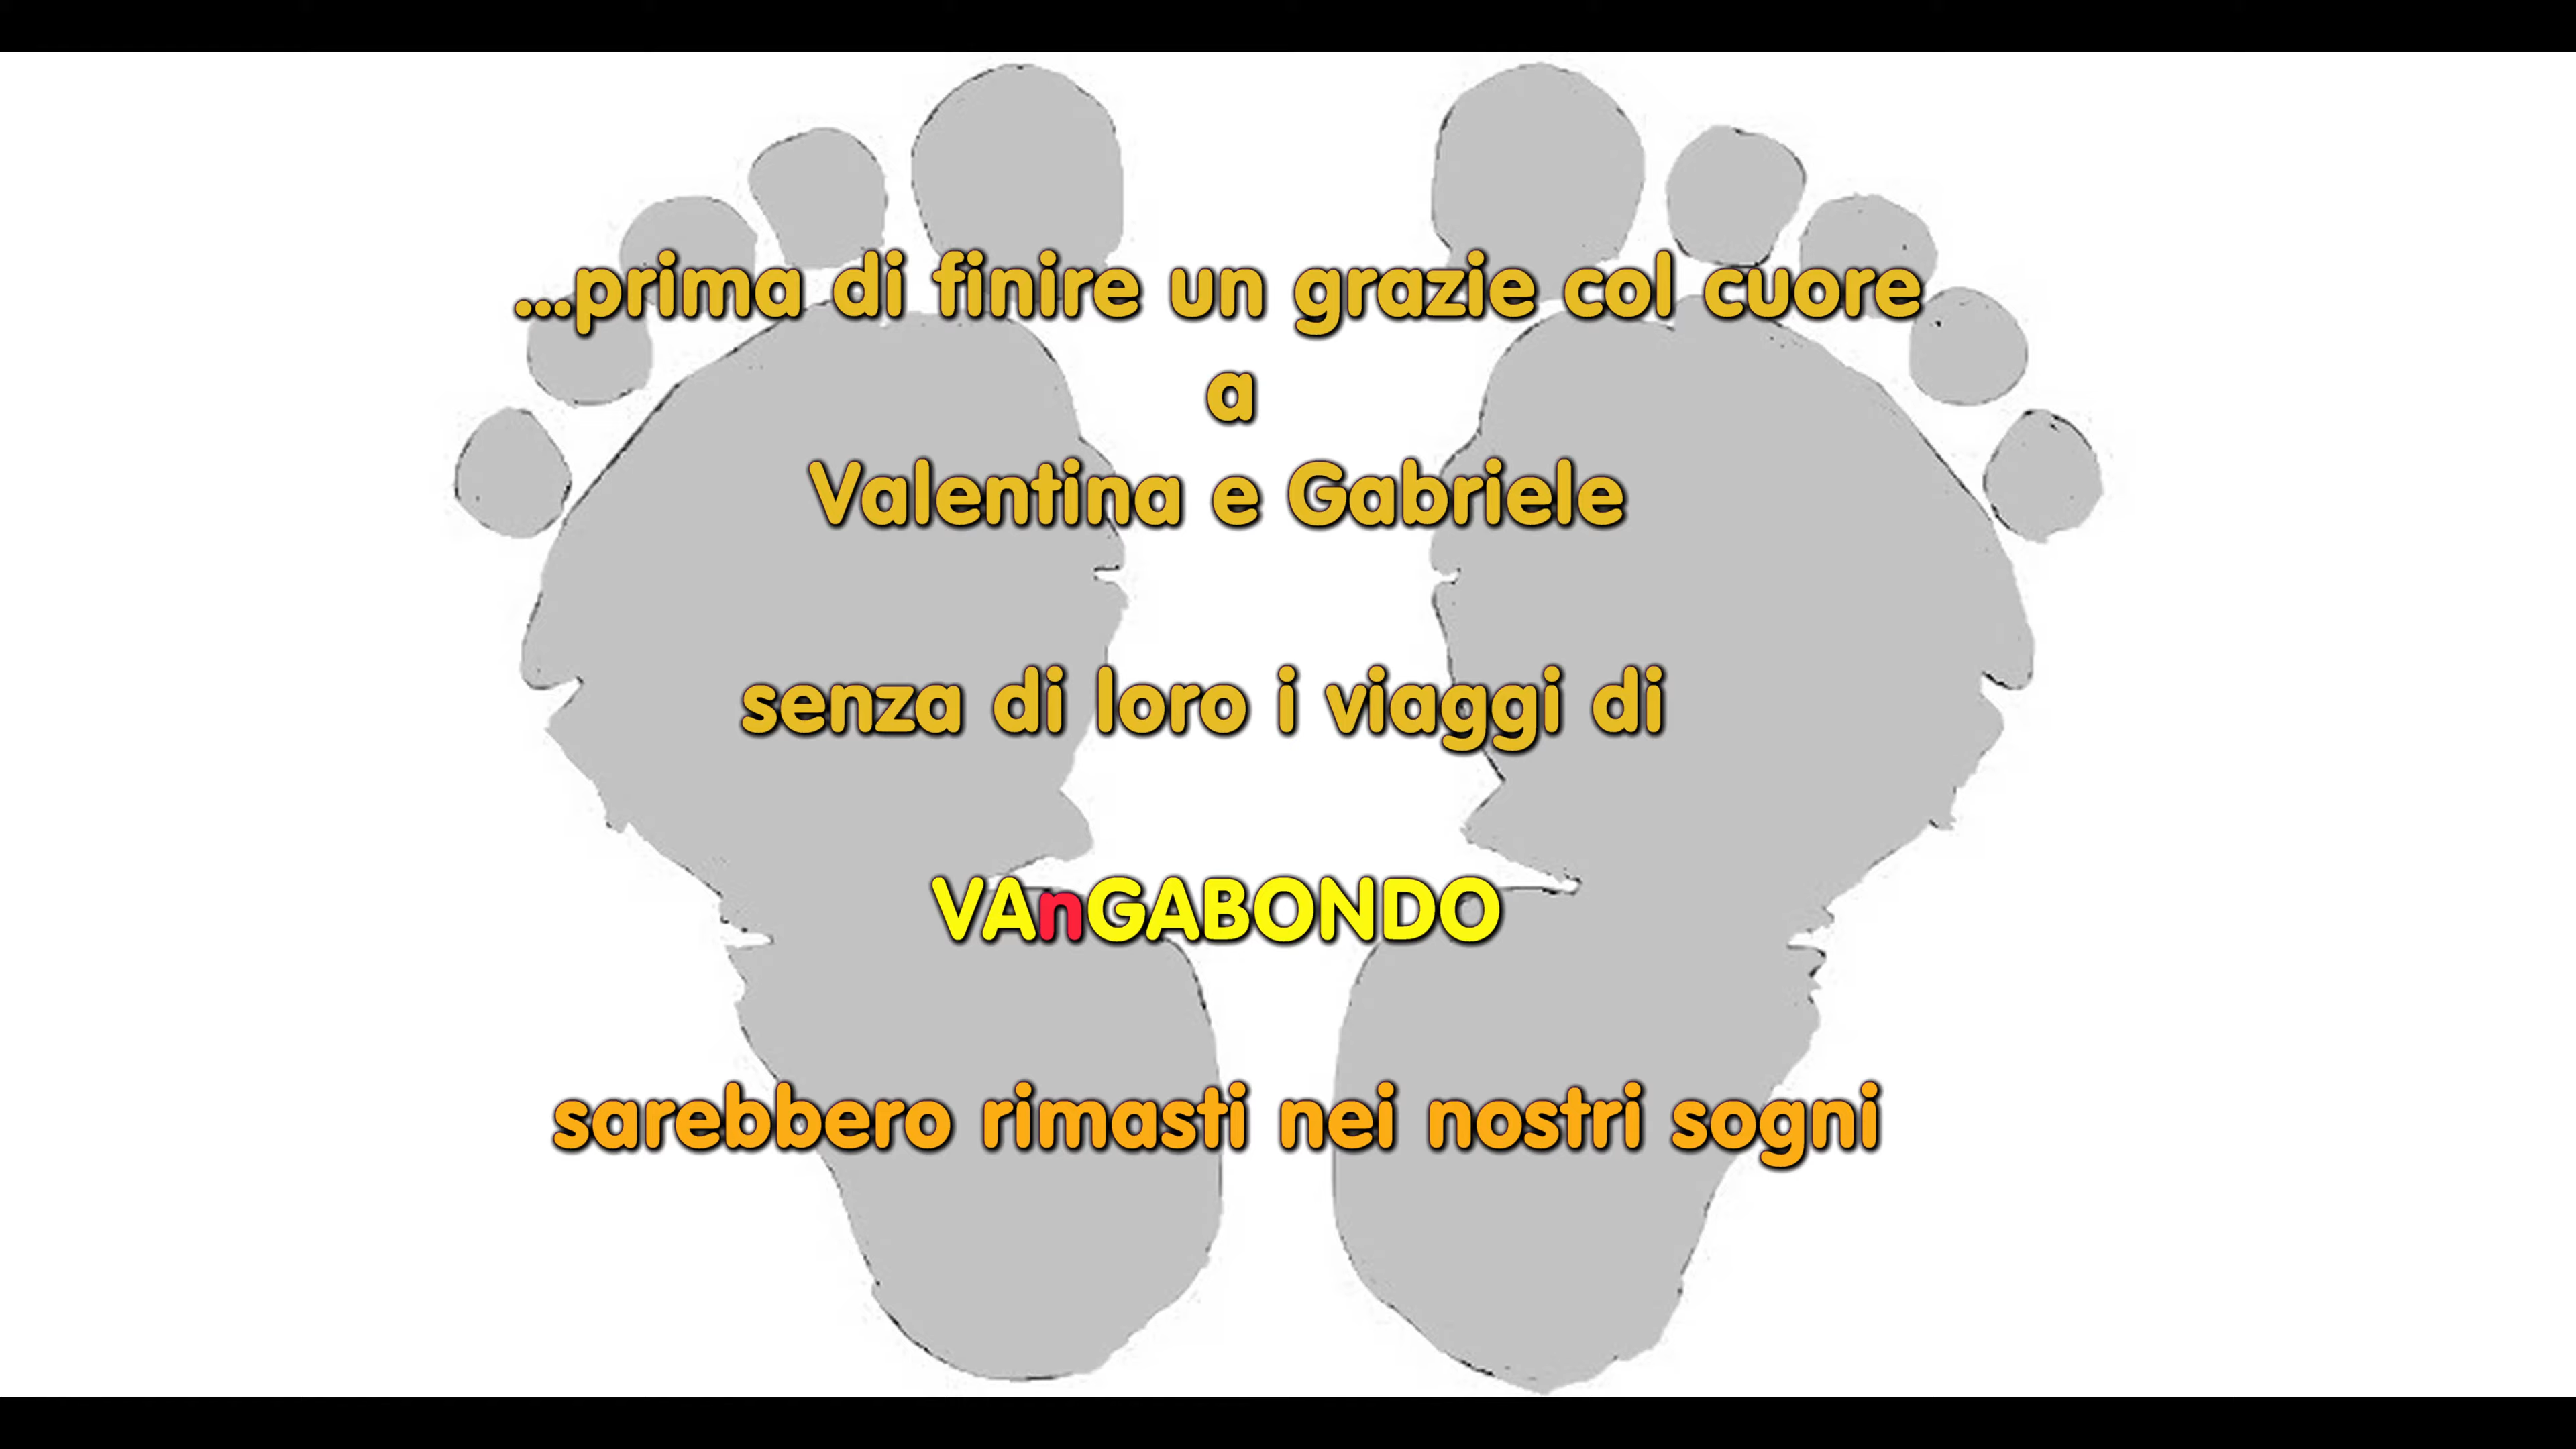 ...prima di finire un grazie col cuore
a
Valentina e Gabriele
senza di loro i viaggi di
VAnGABONDO
sarebbero rimasti nei nostri sogni